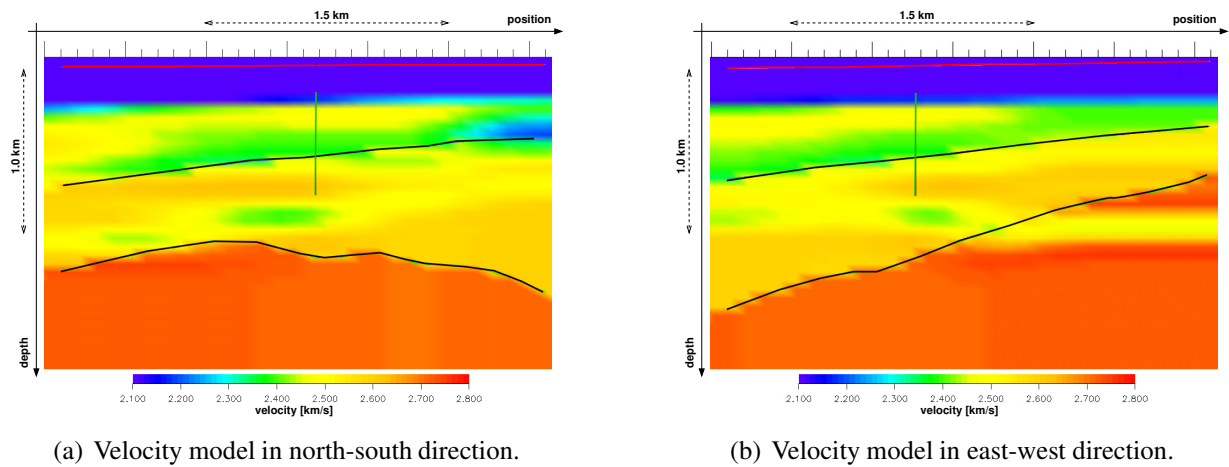 1.5 km
position
1.0 km
depth
2.100 2.200 2.300 2.400 2.500 2.600 2.700 2.800
velocity [km/s]
(a) Velocity model in north-south direction.
1.5 km
position
1.0 km
depth
2.100 2.200 2.300 2.400 2.500 2.600 2.700 2.800
velocity [km/s]
(b) Velocity model in east-west direction.